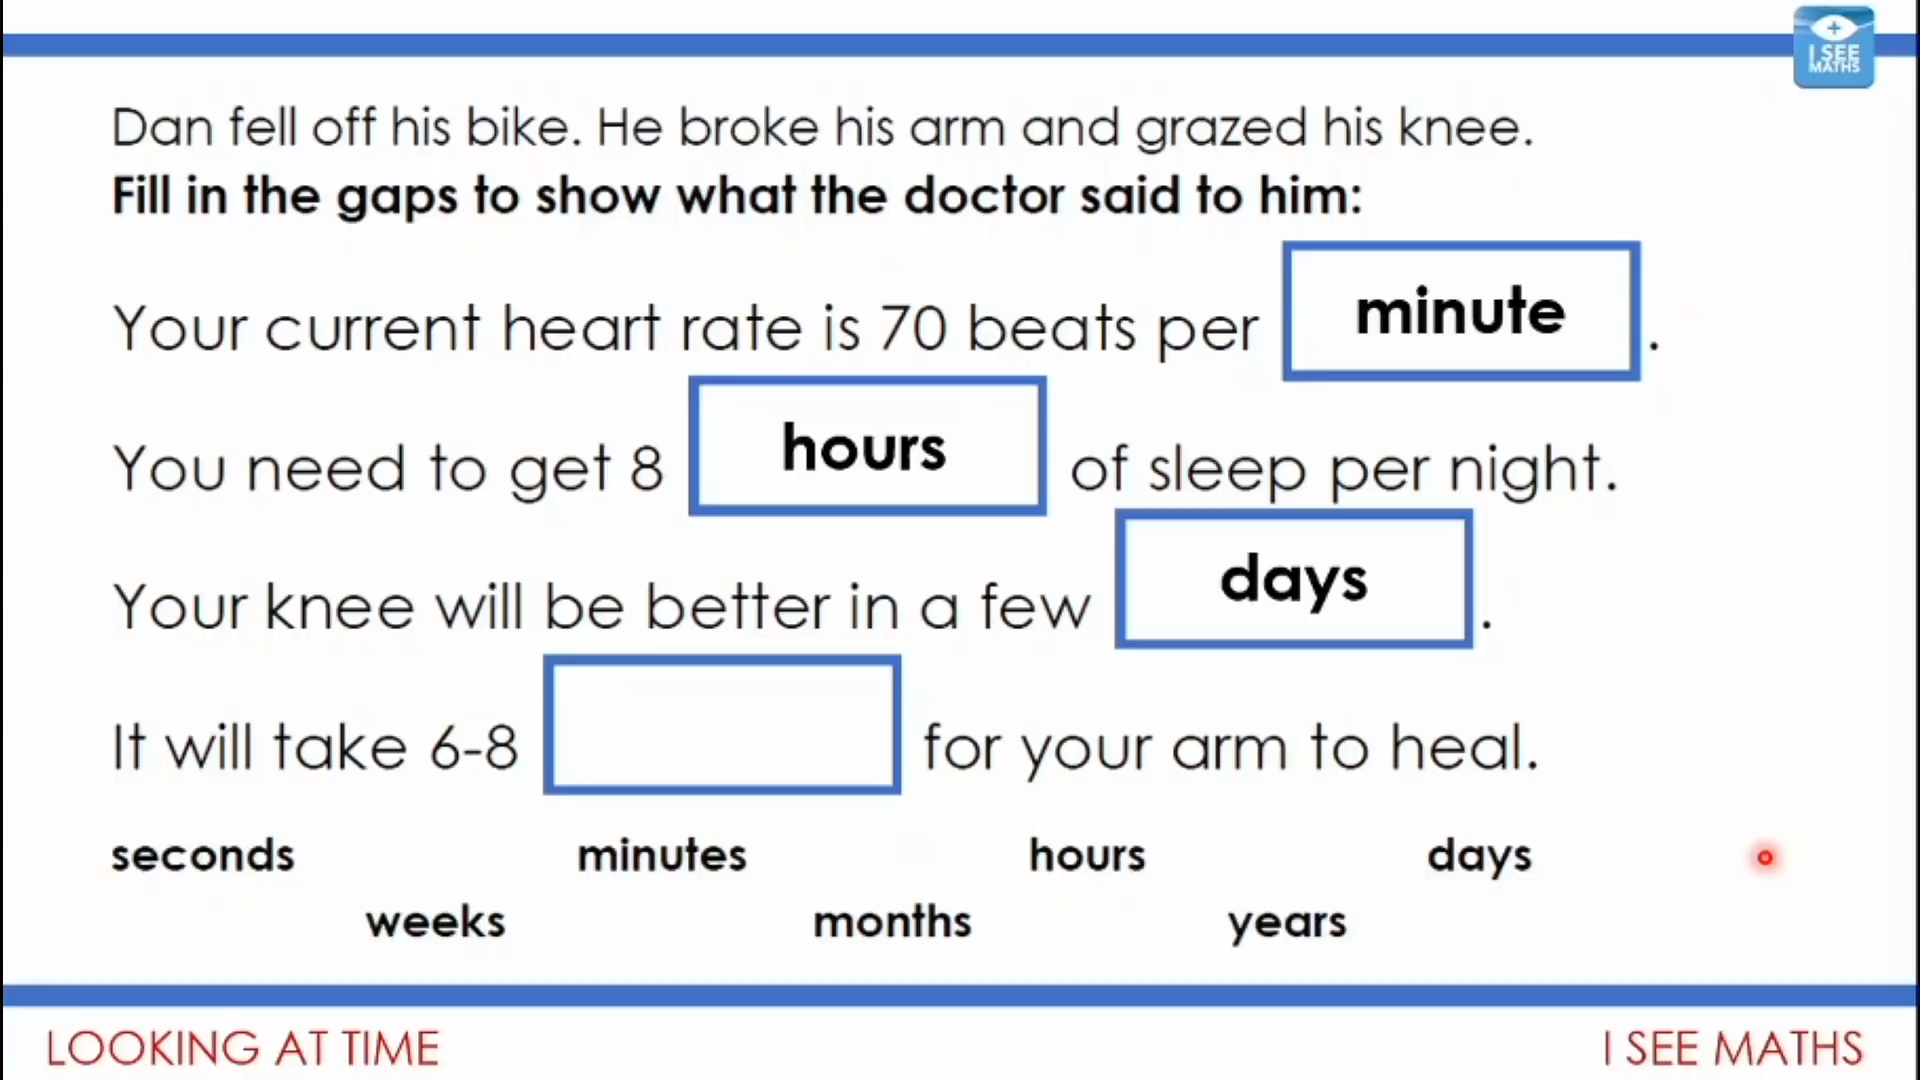 I SEE
MATHS
Dan fell off his bike. He broke his arm and grazed his knee.
Fill in the gaps to show what the doctor said to him:
Your current heart rate is 70 beats per minute.
You need to get 8 hours of sleep per night.
Your knee will be better in a few days.
It will take 6-8 for your arm to heal.
seconds minutes hours days
weeks months years
LOOKING AT TIME I SEE MATHS